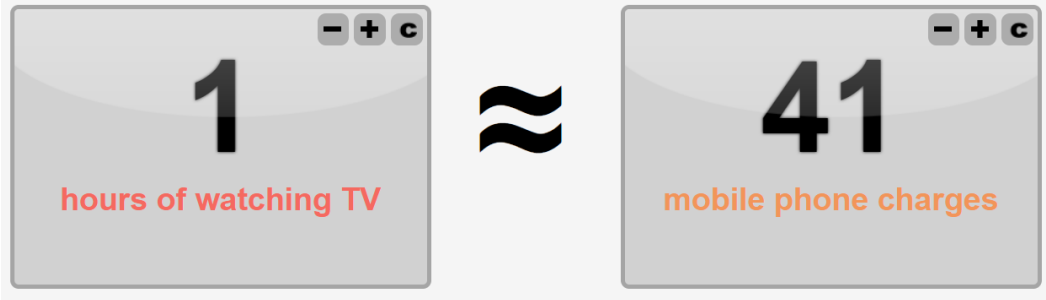 − + c
1
hours of watching TV
≈
− + c
41
mobile phone charges